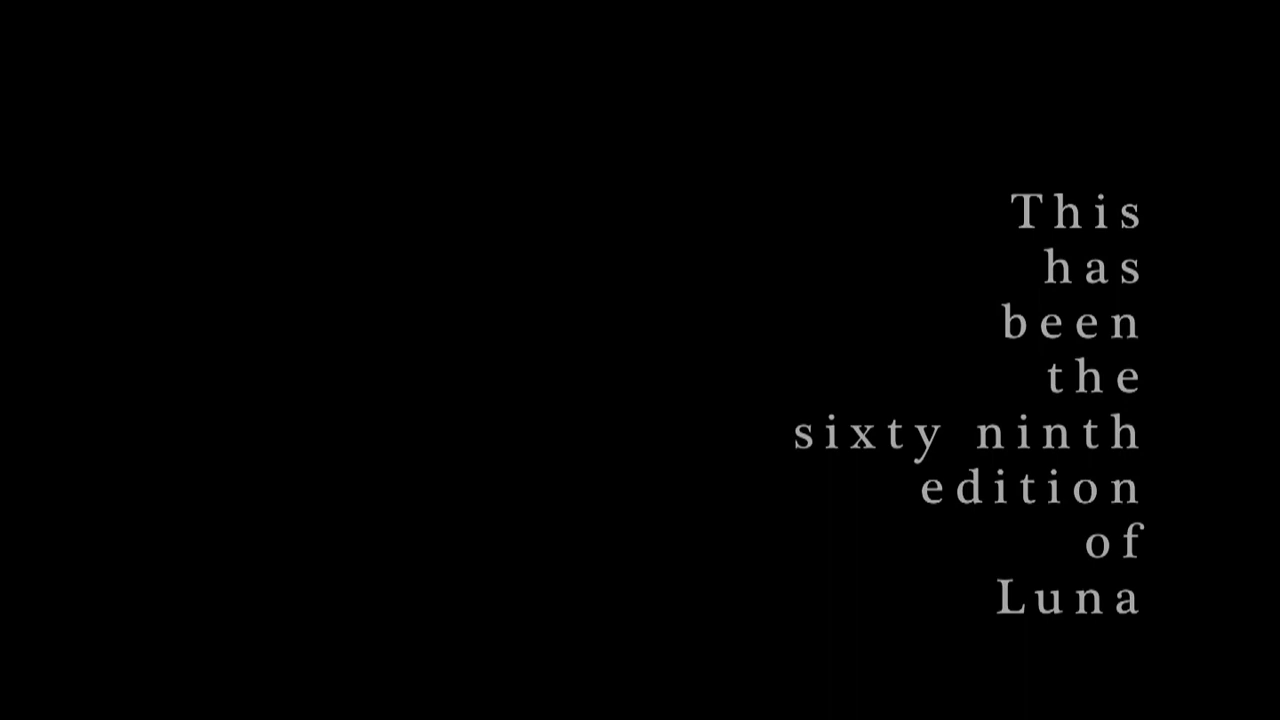 This
has
been
the
sixty ninth
edition
of
Luna